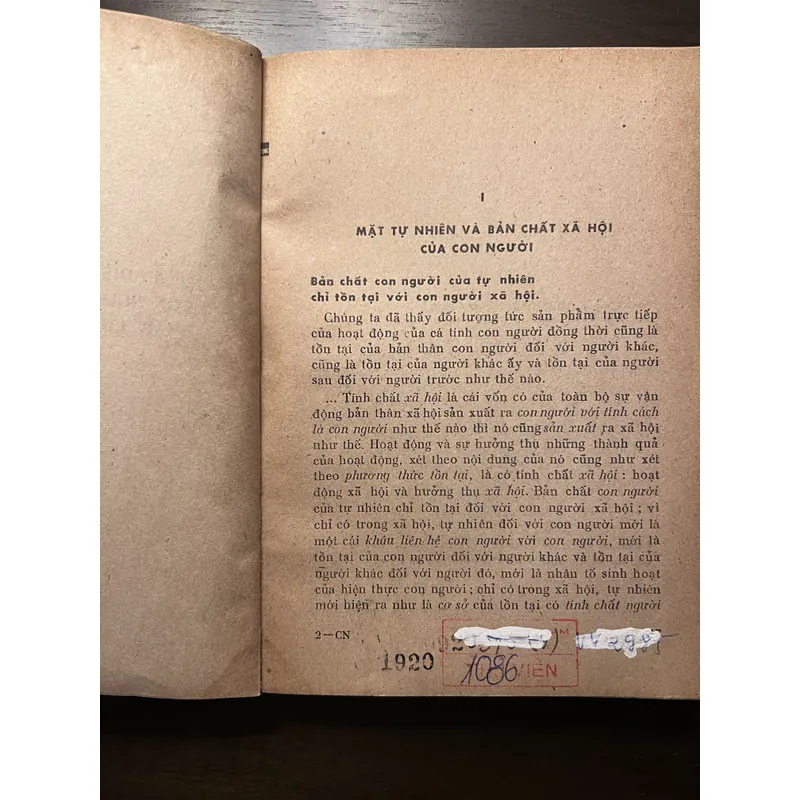 I
MẶT TỰ NHIÊN VÀ BẢN CHẤT XÃ HỘI
CỦA CON NGƯỜI
Bản chất con người của tự nhiên
chỉ tồn tại với con người xã hội.
Chúng ta đã thấy đối tượng tức sản phẩm trực tiếp
của hoạt động của cá tính con người đồng thời cũng là
tồn tại của bản thân con người đối với người khác,
cũng là tồn tại của người khác ấy và tồn tại của người
sau đối với người trước như thế nào.
... Tính chất xã hội là cái vốn có của toàn bộ sự vận
động bản thân xã hội sản xuất ra con người với tính cách
là con người như thế nào thì nó cũng sản xuất ra xã hội
như thế. Hoạt động và sự hưởng thụ những thành quả
của hoạt động, xét theo nội dung của nó cũng như xét
theo phương thức tồn tại, là có tính chất xã hội : hoạt
động xã hội và hưởng thụ xã hội. Bản chất con người
của tự nhiên chỉ tồn tại đối với con người xã hội ; vì
chỉ có trong xã hội, tự nhiên đối với con người mới là
một cái khâu liên hệ con người với con người, mới là
tồn tại của con người đối với người khác và tồn tại của
người khác đối với người đó, mới là nhân tố sinh hoạt
của hiện thực con người ; chỉ có trong xã hội, tự nhiên
mới hiện ra như là cơ sở của tồn tại có tính chất người
2—CN
1920
1086
VIỆN